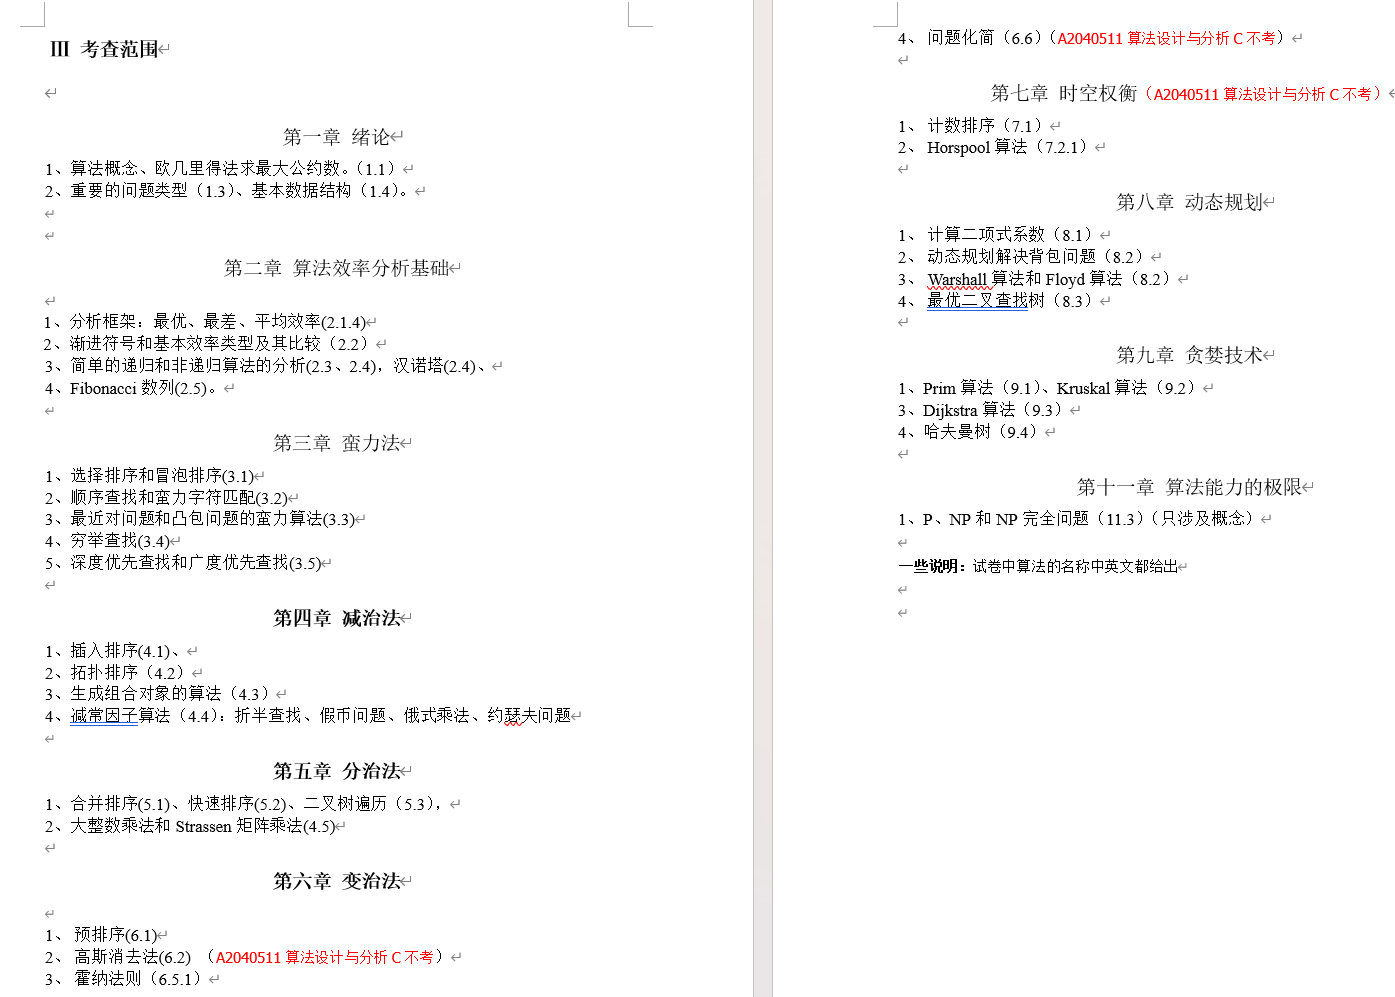 III 考查范围
第一章 绪论
1、算法概念、欧几里得法求最大公约数。(1.1）
2、重要的问题类型（1.3）、基本数据结构（1.4）。
第二章 算法效率分析基础
1、分析框架：最优、最差、平均效率(2.1.4)
2、渐进符号和基本效率类型及其比较（2.2）
3、简单的递归和非递归算法的分析(2.3、2.4)，汉诺塔(2.4)、
4、Fibonacci 数列(2.5)。
第三章 蛮力法
1、选择排序和冒泡排序(3.1)
2、顺序查找和蛮力字符匹配(3.2)
3、最近对问题和凸包问题的蛮力算法(3.3)
4、穷举查找(3.4)
5、深度优先查找和广度优先查找(3.5)
第四章 减治法
1、插入排序(4.1)、
2、拓扑排序（4.2）
3、生成组合对象的算法（4.3）
4、减常因子算法（4.4）：折半查找、假币问题、俄式乘法、约瑟夫问题
第五章 分治法
1、合并排序(5.1)、快速排序(5.2)、二叉树遍历（5.3），
2、大整数乘法和 Strassen 矩阵乘法(4.5)
第六章 变治法
1、 预排序(6.1)
2、 高斯消去法(6.2) （A2040511 算法设计与分析 C 不考）
3、 霍纳法则（6.5.1）
4、 问题化简（6.6）（A2040511 算法设计与分析 C 不考）
第七章 时空权衡（A2040511 算法设计与分析 C 不考）
1、 计数排序（7.1）
2、 Horspool 算法（7.2.1）
第八章 动态规划
1、 计算二项式系数（8.1）
2、 动态规划解决背包问题（8.2）
3、 Warshall 算法和 Floyd 算法（8.2）
4、 最优二叉查找树（8.3）
第九章 贪婪技术
1、Prim 算法（9.1）、Kruskal 算法（9.2）
3、Dijkstra 算法（9.3）
4、哈夫曼树（9.4）
第十一章 算法能力的极限
1、P、NP 和 NP 完全问题（11.3）（只涉及概念）
一些说明：试卷中算法的名称中英文都给出